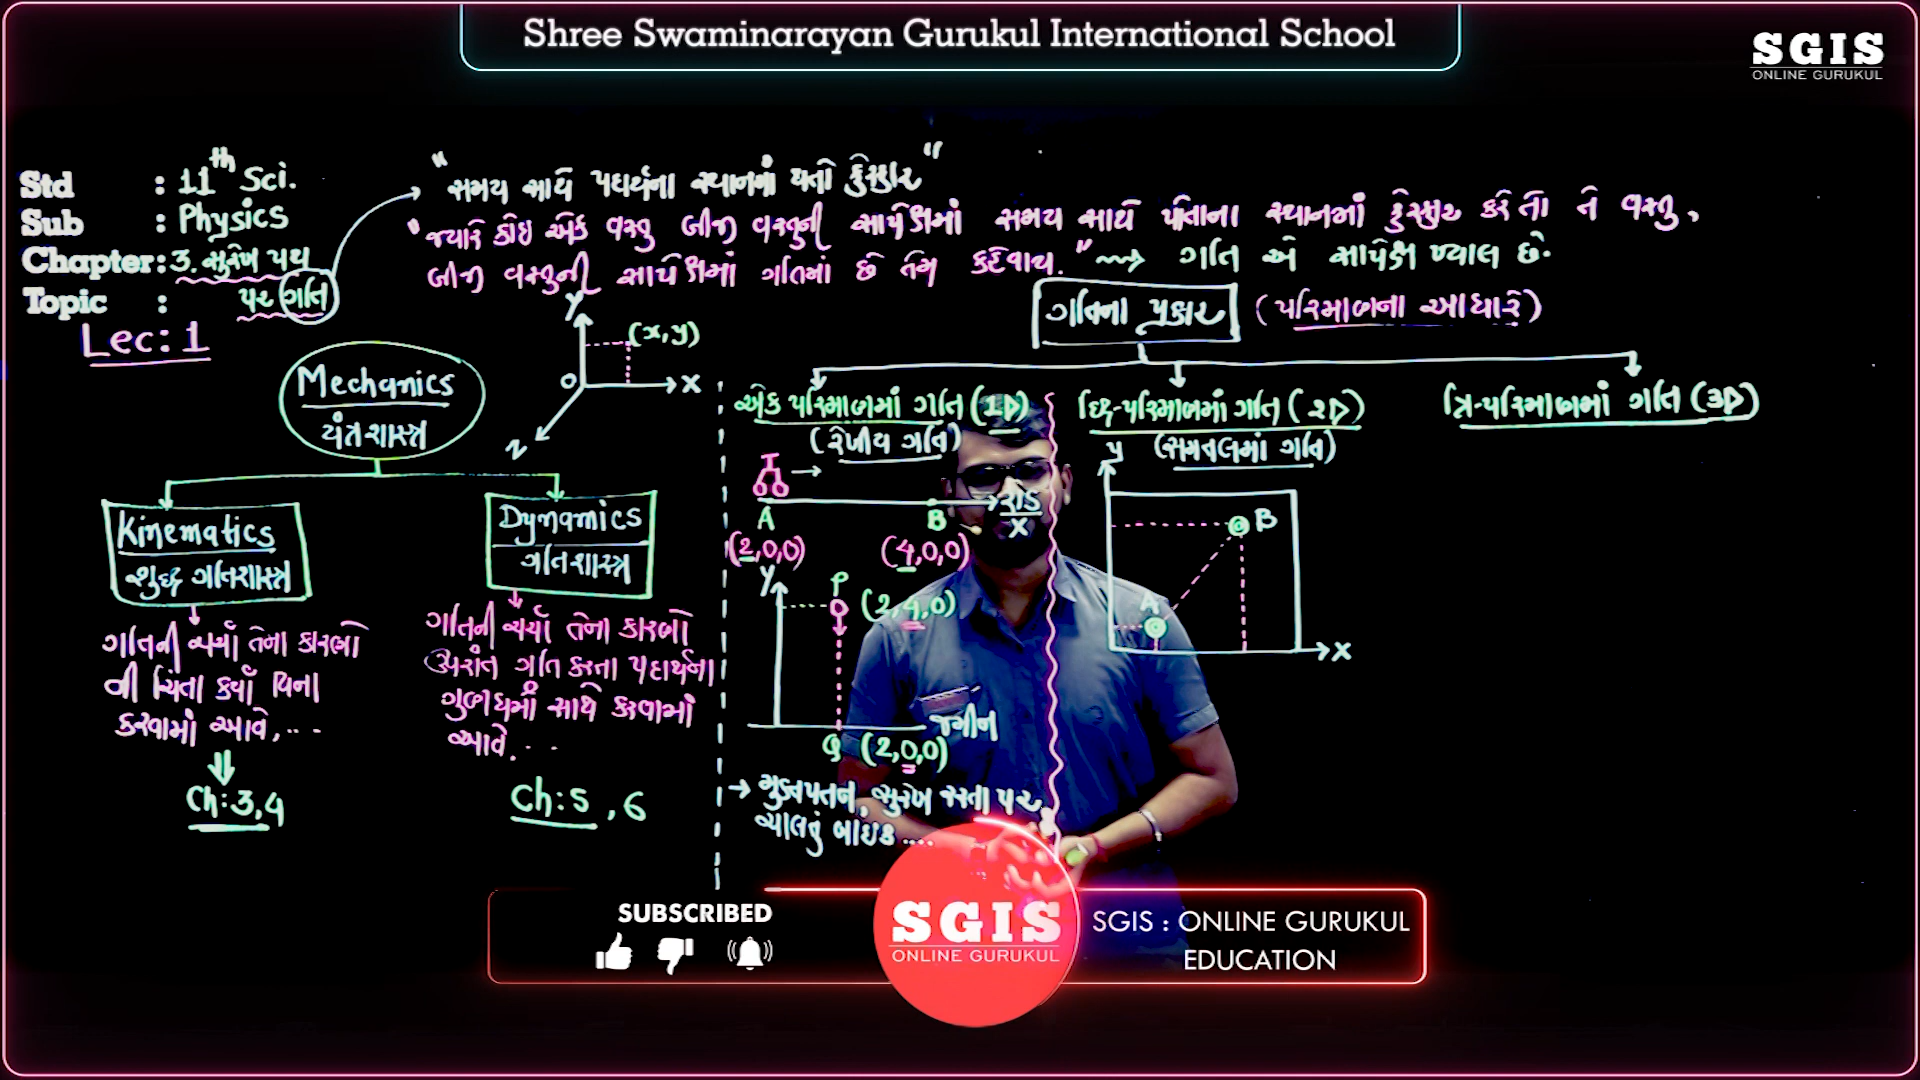 Shree Swaminarayan Gurukul International School
SGIS
ONLINE GURUKUL
Std : 11th Sci.
Sub : Physics
Chapter : 3. સુરેખ પથ
Topic : પર ગતિ
Lec: 1
"સમય સાથે પદાર્થના સ્થાનમાં થતો ફેરફાર"
"જ્યારે કોઇ એક વસ્તુ બીજી વસ્તુની સાપેક્ષમાં સમય સાથે પોતાના સ્થાનમાં ફેરફાર કરે તો તે વસ્તુ,
બીજી વસ્તુની સાપેક્ષમાં ગતિમાં છે તેમ કહેવાય." ⇝ ગતિ એ સાપેક્ષ ખ્યાલ છે.
Y
(x,y)
O
X
Z
Mechanics
યંત્રશાસ્ત્ર
Kinematics
શુદ્ધ ગતિશાસ્ત્ર
ગતિની ચર્ચા તેના કારણો
ની ચિંતા કર્યા વિના
કરવામાં આવે,...
Ch:3,4
Dynamics
ગતિશાસ્ત્ર
ગતિની ચર્ચા તેના કારણો
ઉપરાંત ગતિ કરતા પદાર્થના
ગુણધર્મો સાથે કરવામાં
આવે. ...
Ch:5,6
ગતિના પ્રકાર (પરિમાણના આધારે)
એક પરિમાણમાં ગતિ (1D)
(રેખીય ગતિ)
A
B
રોડ
X
(2,0,0)
(4,0,0)
Y
P
(2,4,0)
જમીન
Q (2,0,0)
→ મુક્તપતન, સુરેખ રસ્તા પર
ચાલતું બાઇક ....
દ્વિ-પરિમાણમાં ગતિ (2D)
(સમતલમાં ગતિ)
y
B
A
X
ત્રિ-પરિમાણમાં ગતિ (3D)
SUBSCRIBED
SGIS
ONLINE GURUKUL
SGIS : ONLINE GURUKUL
EDUCATION